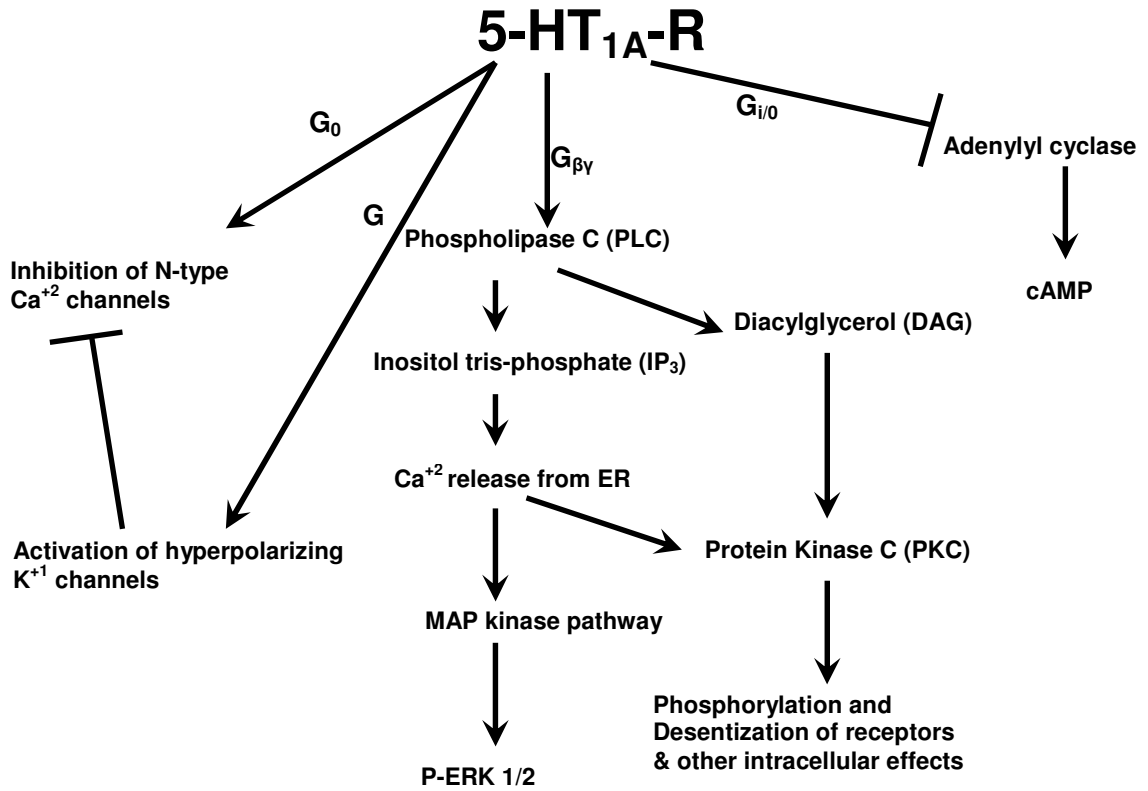 5-HT1A-R
G0
Gi/0
Adenylyl cyclase
Gβγ
G
Phospholipase C (PLC)
Inhibition of N-type
Ca+2 channels
cAMP
Diacylglycerol (DAG)
Inositol tris-phosphate (IP3)
Ca+2 release from ER
Activation of hyperpolarizing
K+1 channels
Protein Kinase C (PKC)
MAP kinase pathway
Phosphorylation and
Desentization of receptors
& other intracellular effects
P-ERK 1/2